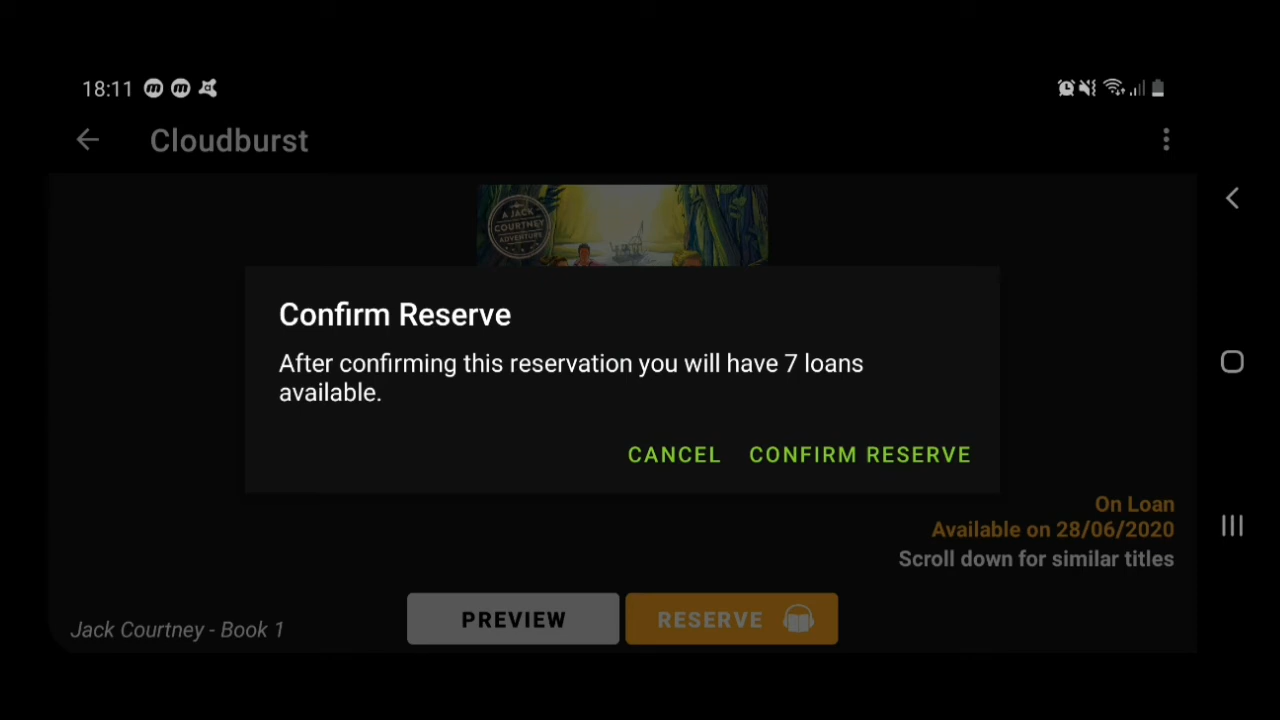 18:11
Cloudburst
A JACK
COURTNEY
ADVENTURE
Confirm Reserve
After confirming this reservation you will have 7 loans
available.
CANCEL CONFIRM RESERVE
On Loan
Available on 28/06/2020
Scroll down for similar titles
Jack Courtney - Book 1
PREVIEW
RESERVE